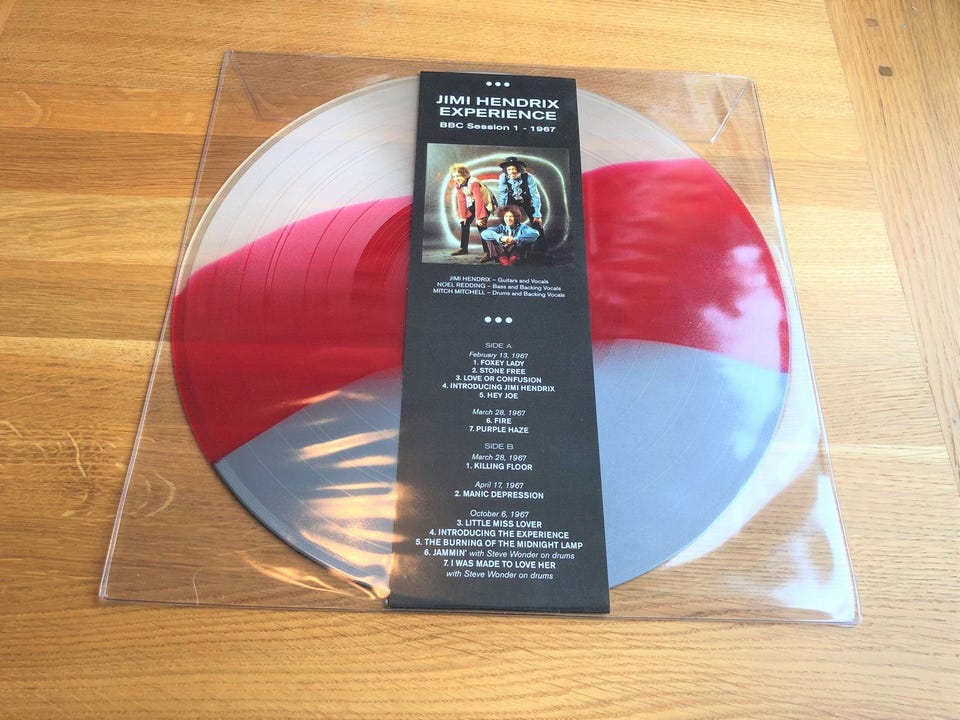 JIMI HENDRIX
EXPERIENCE
BBC Session 1 - 1967
JIMI HENDRIX – Guitars and Vocals
NOEL REDDING – Bass and Backing Vocals
MITCH MITCHELL – Drums and Backing Vocals
SIDE A
February 13, 1967
1. FOXEY LADY
2. STONE FREE
3. LOVE OR CONFUSION
4. INTRODUCING JIMI HENDRIX
5. HEY JOE
March 28, 1967
6. FIRE
7. PURPLE HAZE
SIDE B
March 28, 1967
1. KILLING FLOOR
April 17, 1967
2. MANIC DEPRESSION
October 6, 1967
3. LITTLE MISS LOVER
4. INTRODUCING THE EXPERIENCE
5. THE BURNING OF THE MIDNIGHT LAMP
6. JAMMIN' with Steve Wonder on drums
7. I WAS MADE TO LOVE HER
with Steve Wonder on drums